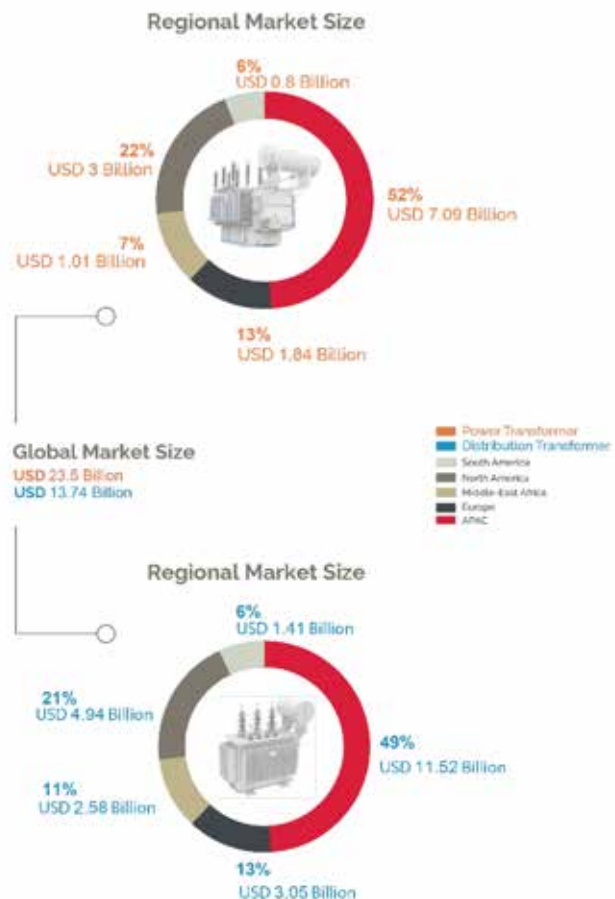 Regional Market Size
6%
USD 0.8 Billion
22%
USD 3 Billion
52%
USD 7.09 Billion
7%
USD 1.01 Billion
13%
USD 1.84 Billion
Global Market Size
USD 23.5 Billion
USD 13.74 Billion
Power Transformer
Distribution Transformer
South America
North America
Middle-East Africa
Europe
APAC
Regional Market Size
6%
USD 1.41 Billion
21%
USD 4.94 Billion
49%
USD 11.52 Billion
11%
USD 2.58 Billion
13%
USD 3.05 Billion